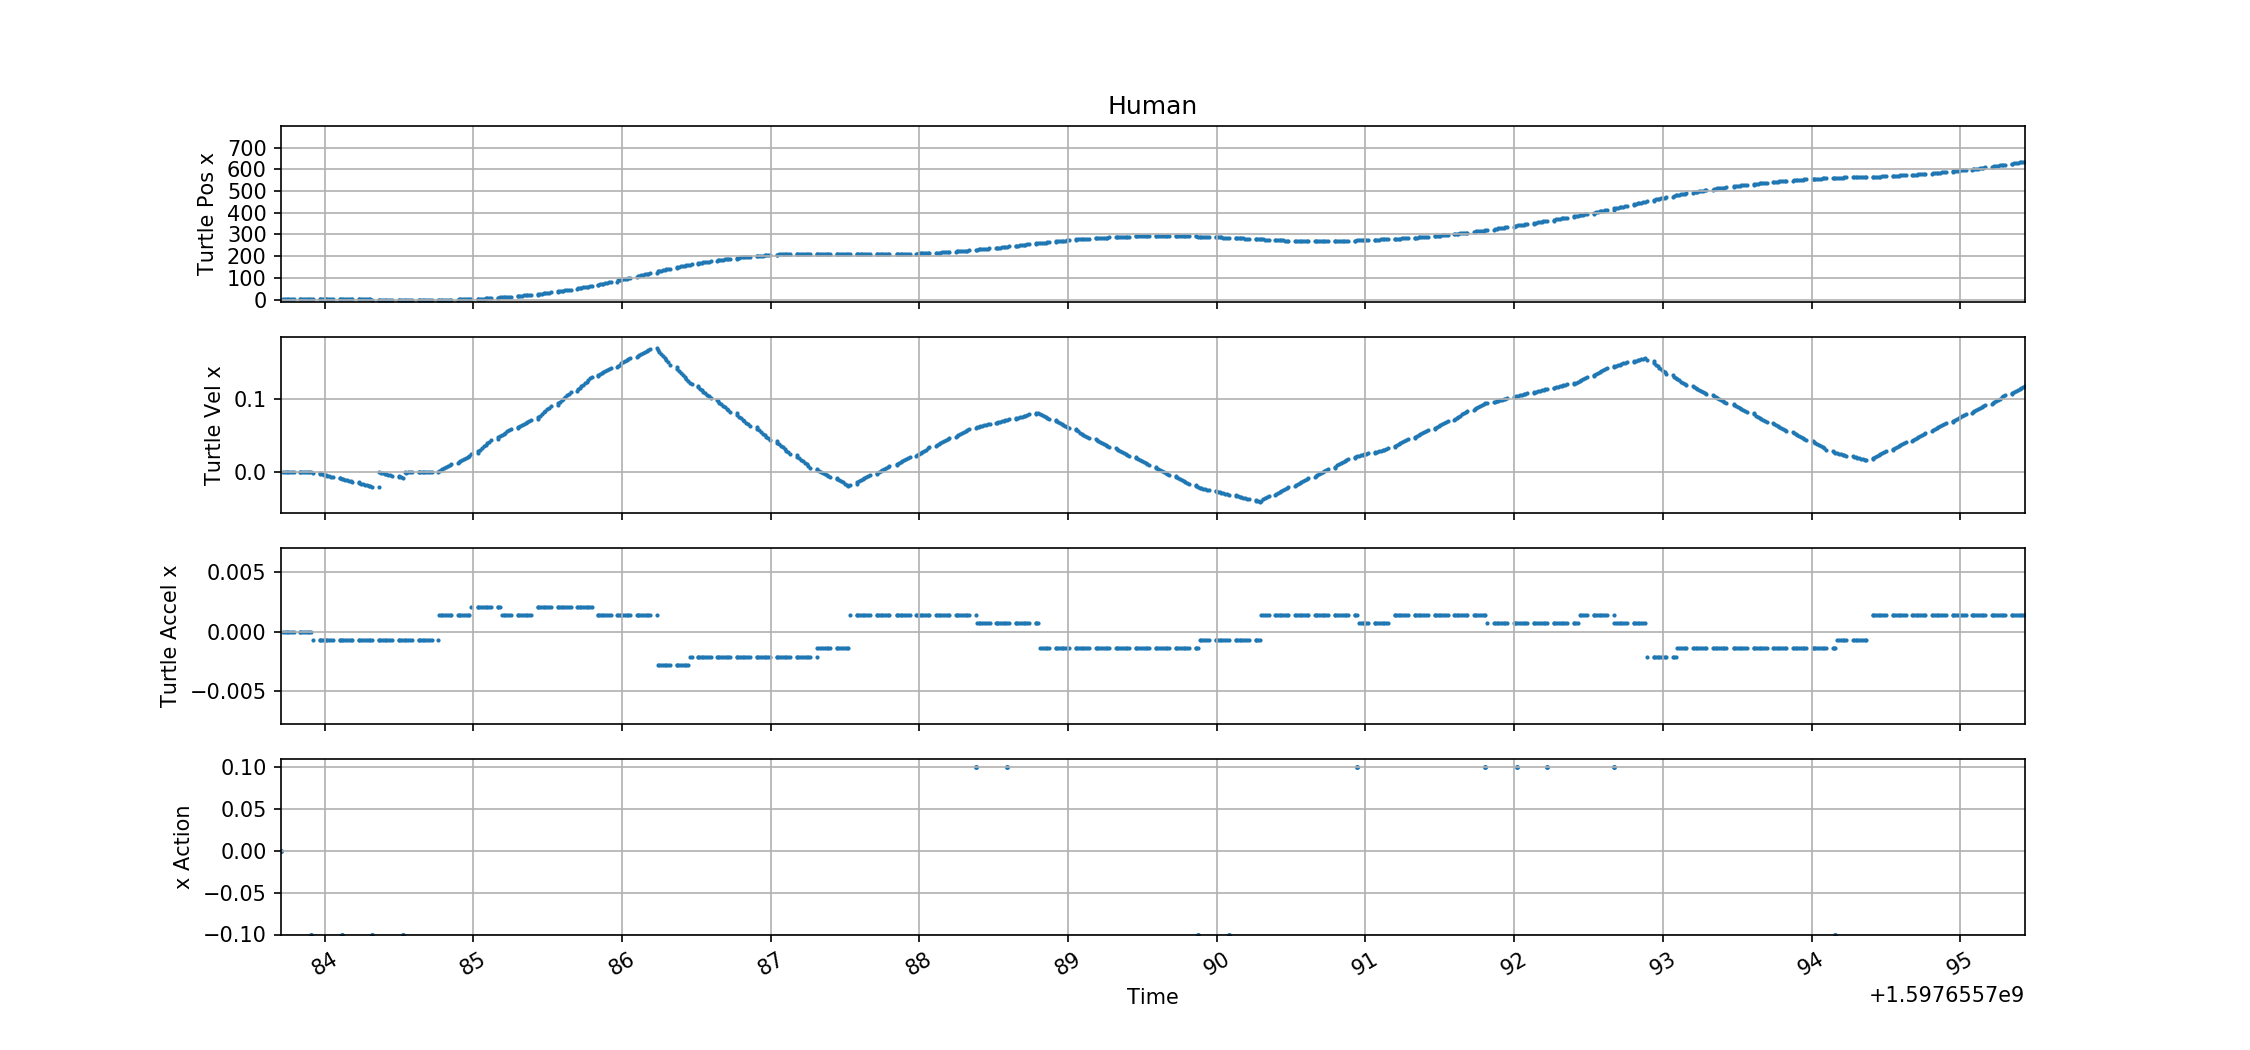 Human
Turtle Pos x
700
600
500
400
300
200
100
0
Turtle Vel x
0.1
0.0
Turtle Accel x
0.005
0.000
−0.005
x Action
0.10
0.05
0.00
−0.05
−0.10
84 85 86 87 88 89 90 91 92 93 94 95
Time
+1.5976557e9